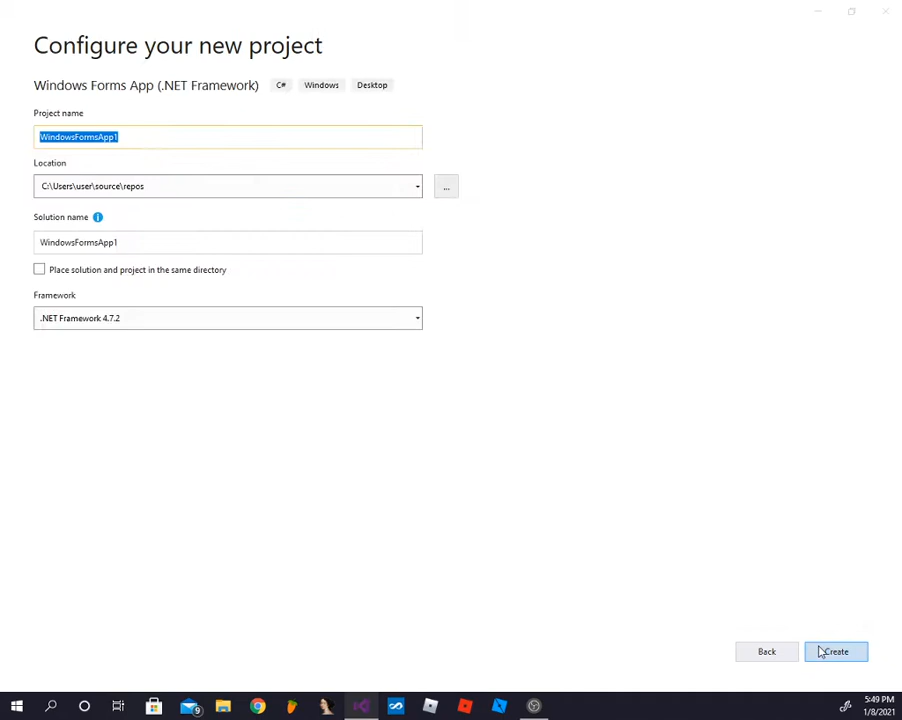 Configure your new project
Windows Forms App (.NET Framework) C# Windows Desktop
Project name
WindowsFormsApp1
Location
C:\Users\user\source\repos
...
Solution name
WindowsFormsApp1
Place solution and project in the same directory
Framework
.NET Framework 4.7.2
Back
Create
9
5:49 PM
1/8/2021